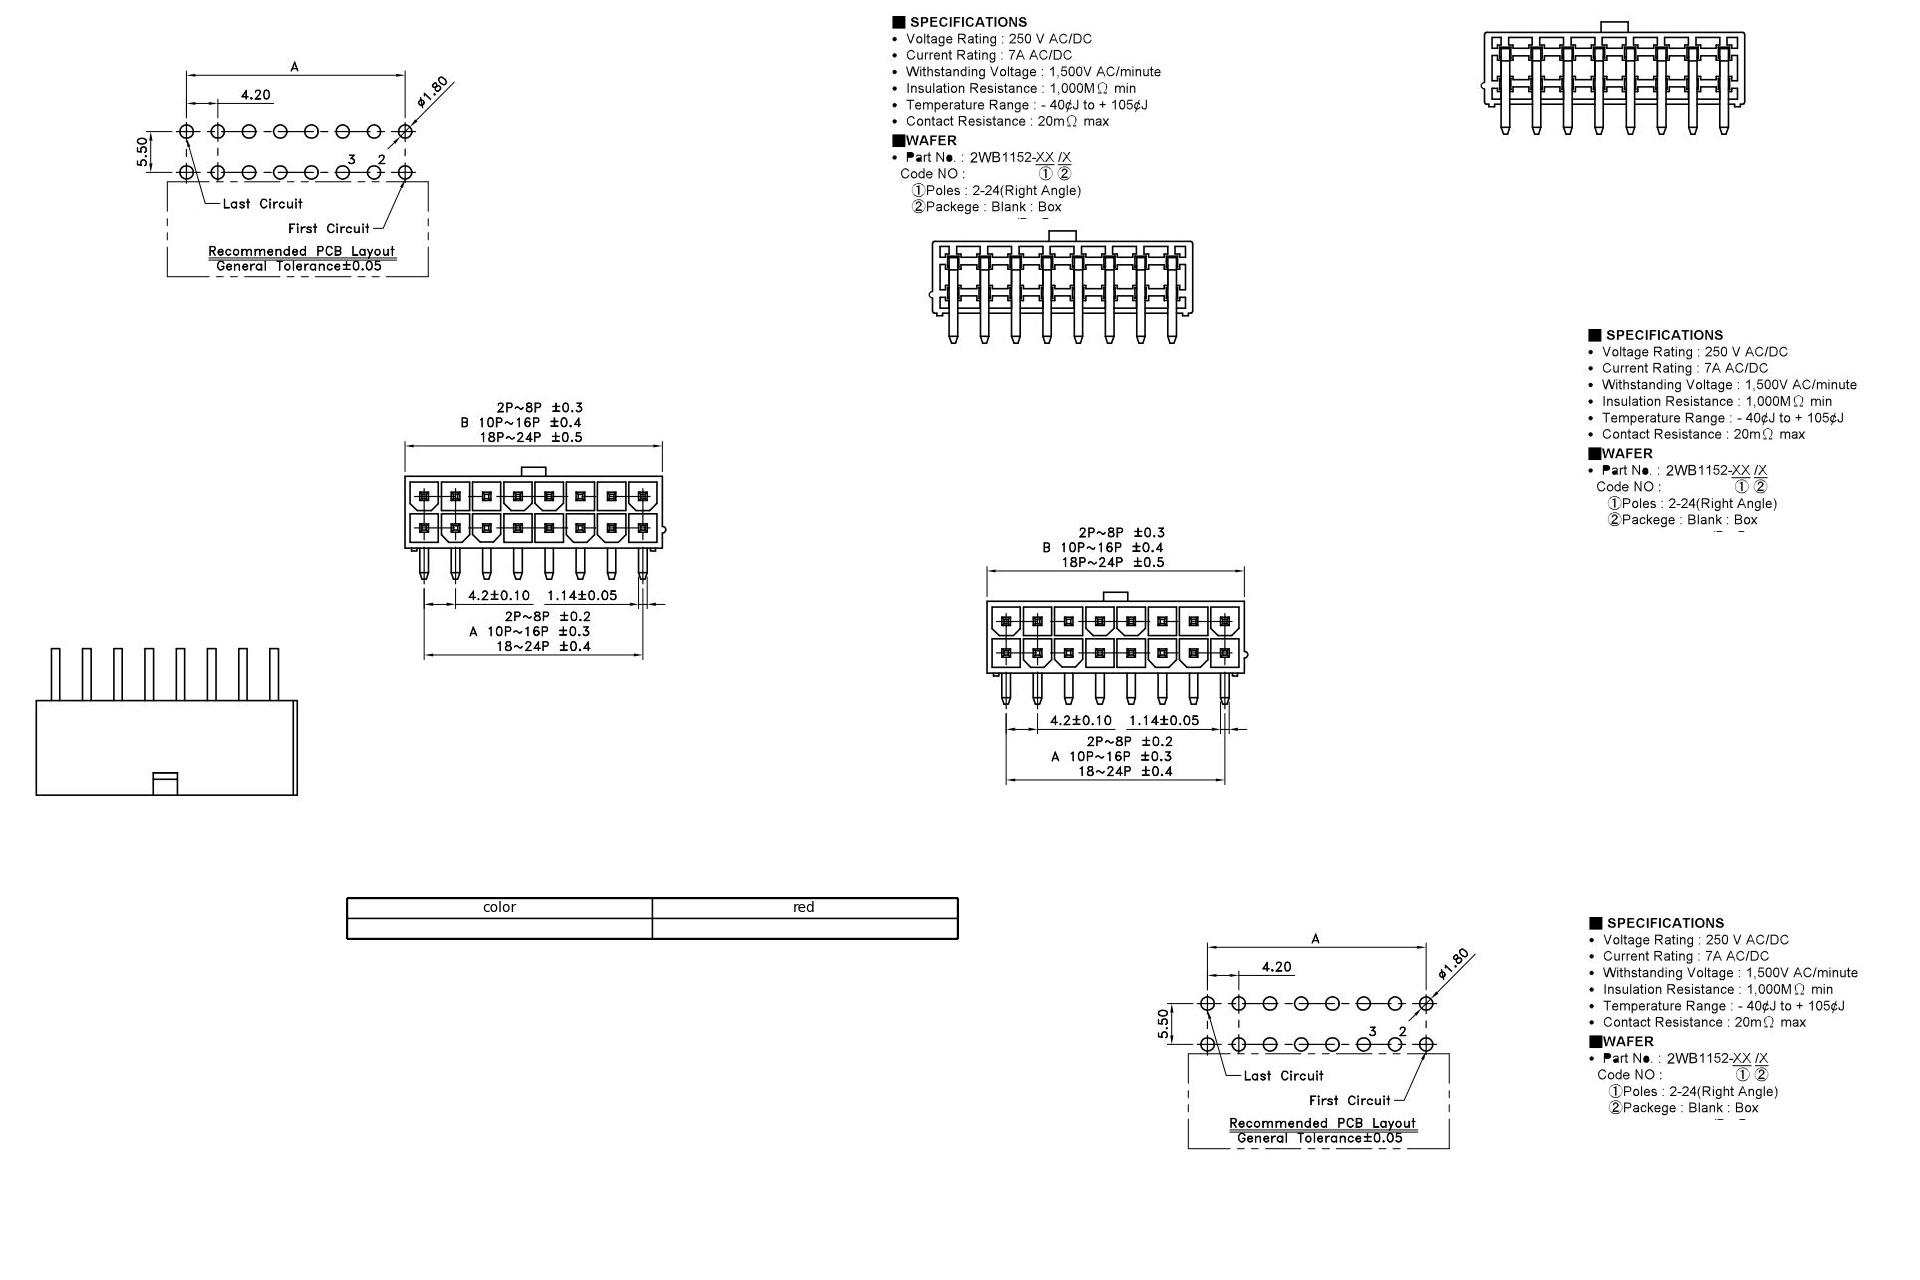 ■ SPECIFICATIONS
• Voltage Rating : 250 V AC/DC
• Current Rating : 7A AC/DC
• Withstanding Voltage : 1,500V AC/minute
• Insulation Resistance : 1,000MΩ min
• Temperature Range : - 40¢J to + 105¢J
• Contact Resistance : 20mΩ max
■WAFER
• Part No. : 2WB1152-XX /X
Code NO : ① ②
①Poles : 2-24(Right Angle)
②Packege : Blank : Box
A
4.20
ø1.80
5.50
3 2
Last Circuit
First Circuit
Recommended PCB Layout
General Tolerance±0.05
■ SPECIFICATIONS
• Voltage Rating : 250 V AC/DC
• Current Rating : 7A AC/DC
• Withstanding Voltage : 1,500V AC/minute
• Insulation Resistance : 1,000MΩ min
• Temperature Range : - 40¢J to + 105¢J
• Contact Resistance : 20mΩ max
■WAFER
• Part No. : 2WB1152-XX /X
Code NO : ① ②
①Poles : 2-24(Right Angle)
②Packege : Blank : Box
2P~8P ±0.3
B 10P~16P ±0.4
18P~24P ±0.5
4.2±0.10 1.14±0.05
2P~8P ±0.2
A 10P~16P ±0.3
18~24P ±0.4
2P~8P ±0.3
B 10P~16P ±0.4
18P~24P ±0.5
4.2±0.10 1.14±0.05
2P~8P ±0.2
A 10P~16P ±0.3
18~24P ±0.4
color red
A
4.20
ø1.80
5.50
3 2
Last Circuit
First Circuit
Recommended PCB Layout
General Tolerance±0.05
■ SPECIFICATIONS
• Voltage Rating : 250 V AC/DC
• Current Rating : 7A AC/DC
• Withstanding Voltage : 1,500V AC/minute
• Insulation Resistance : 1,000MΩ min
• Temperature Range : - 40¢J to + 105¢J
• Contact Resistance : 20mΩ max
■WAFER
• Part No. : 2WB1152-XX /X
Code NO : ① ②
①Poles : 2-24(Right Angle)
②Packege : Blank : Box